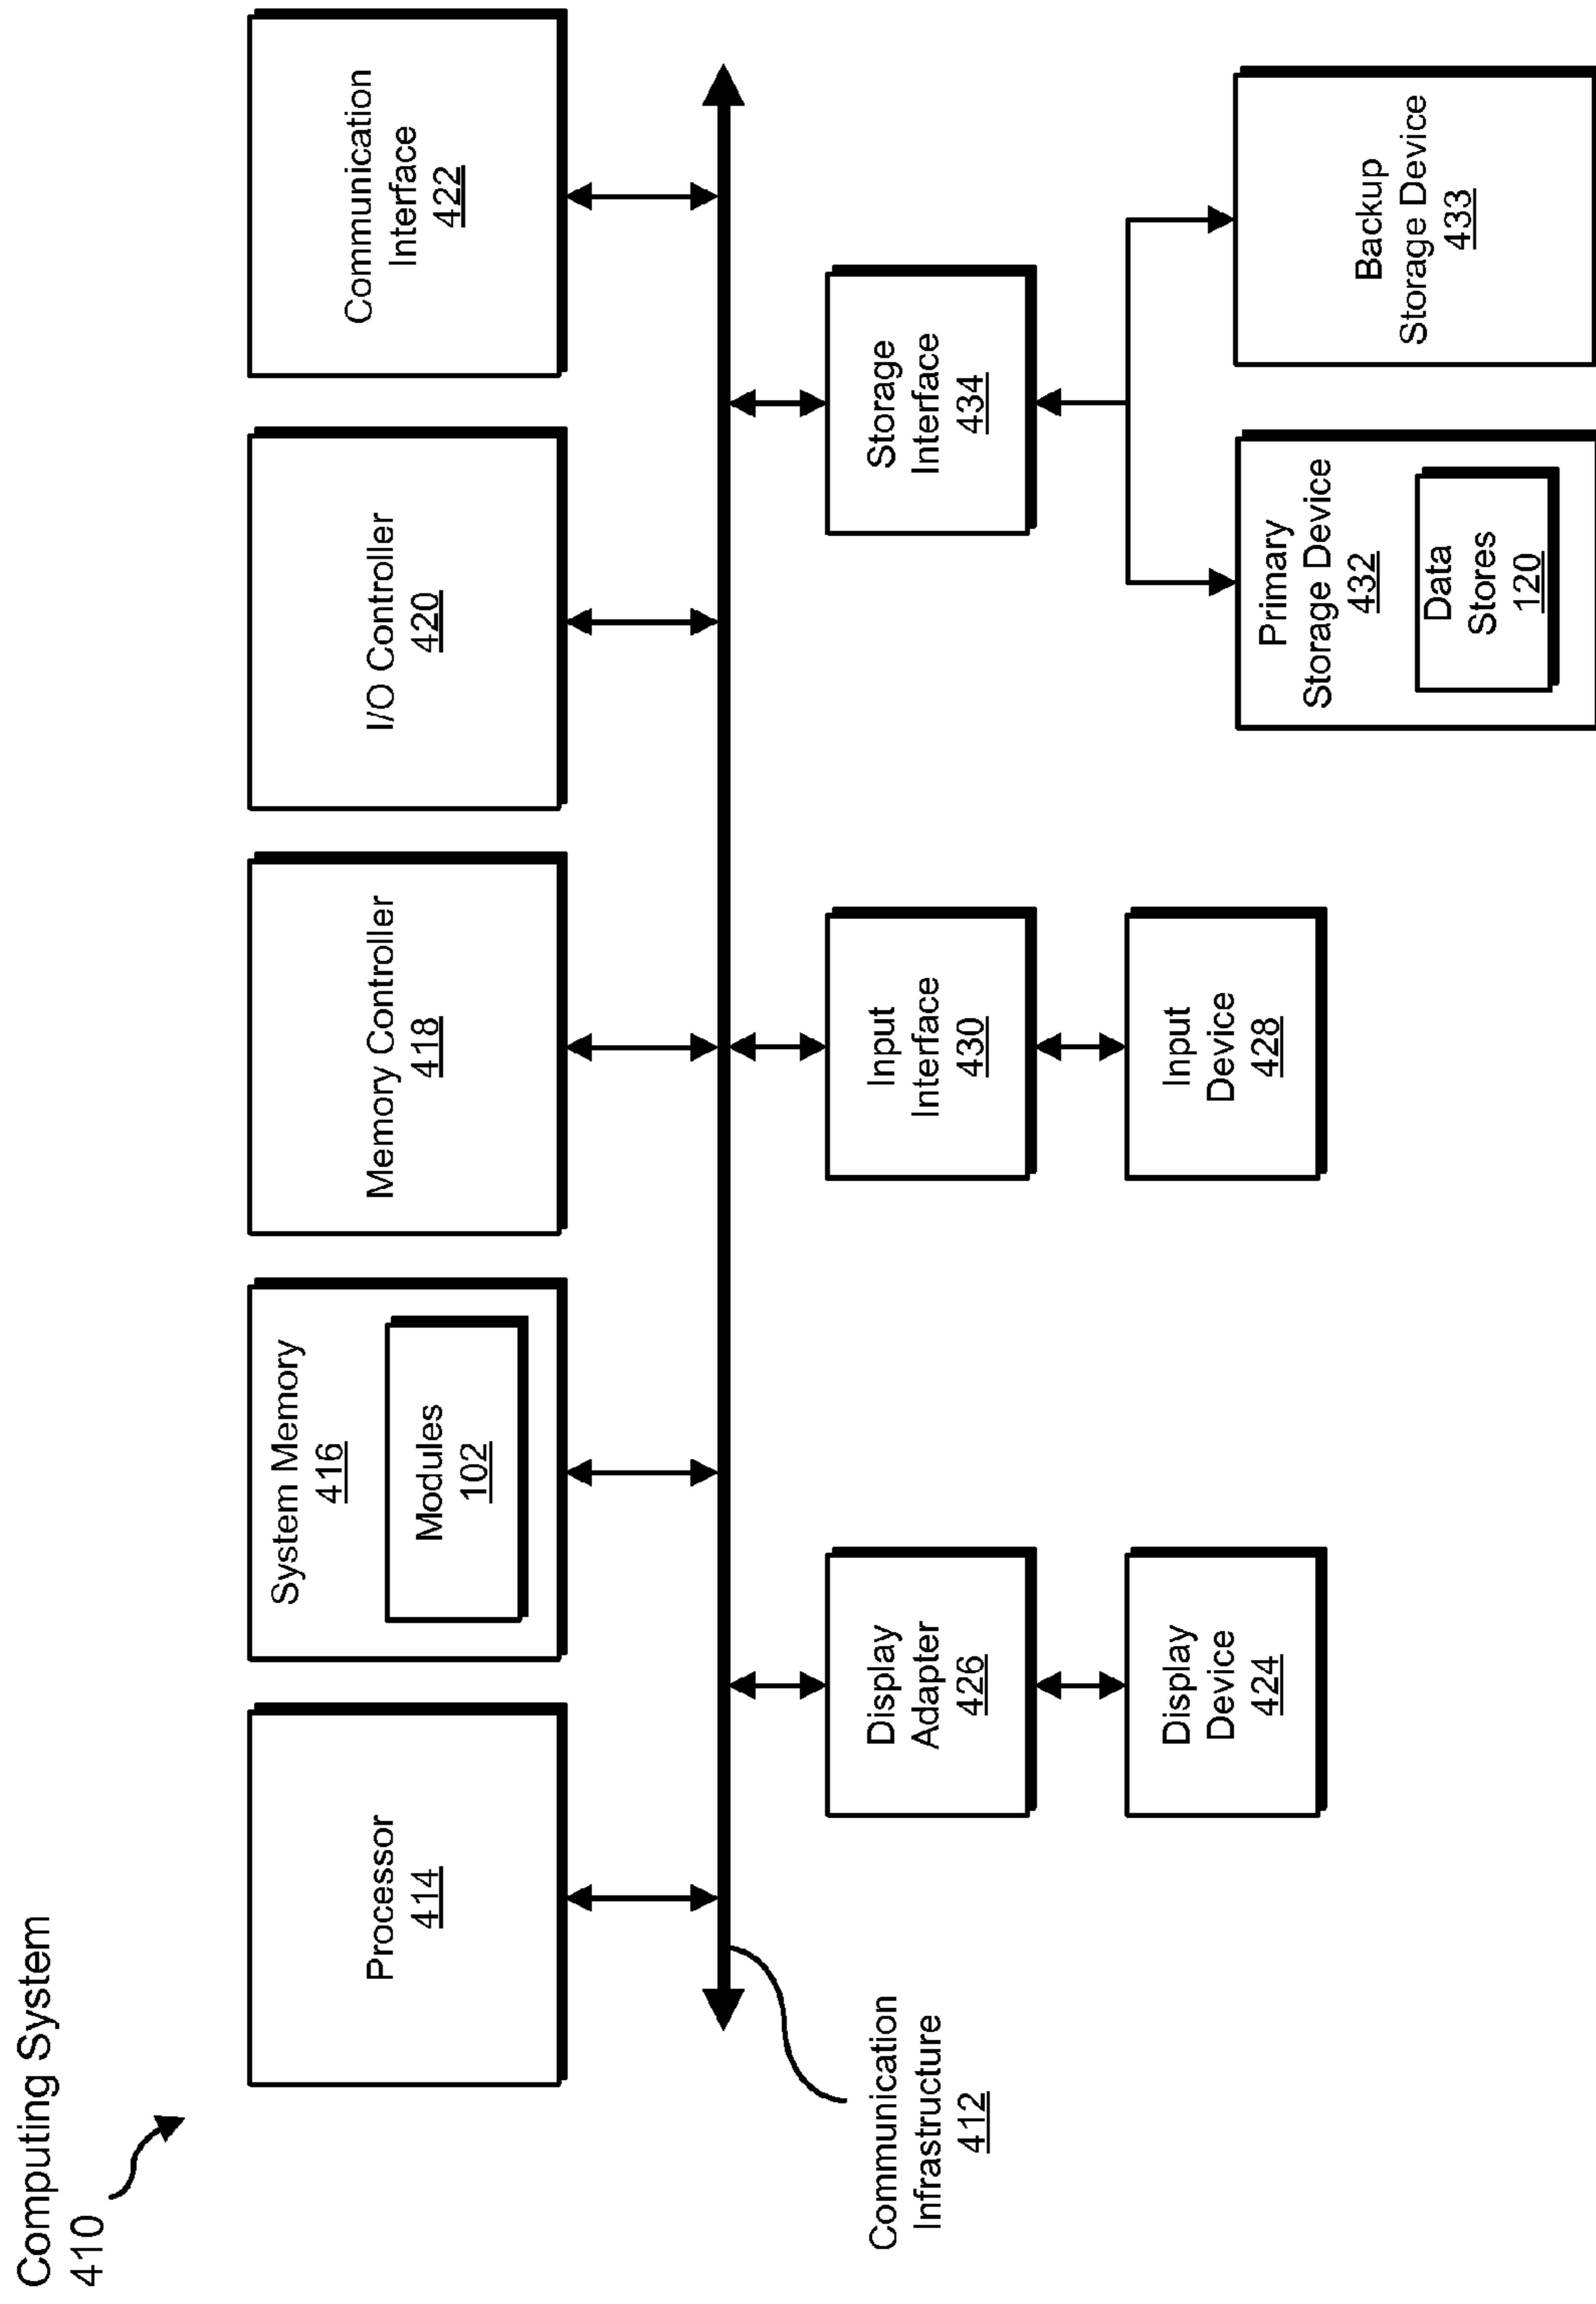 Computing System
410
Processor
414
System Memory
416
Modules
102
Memory Controller
418
I/O Controller
420
Communication
Interface
422
Communication
Infrastructure
412
Display
Adapter
426
Input
Interface
430
Storage
Interface
434
Display
Device
424
Input
Device
428
Primary
Storage Device
432
Data
Stores
120
Backup
Storage Device
433